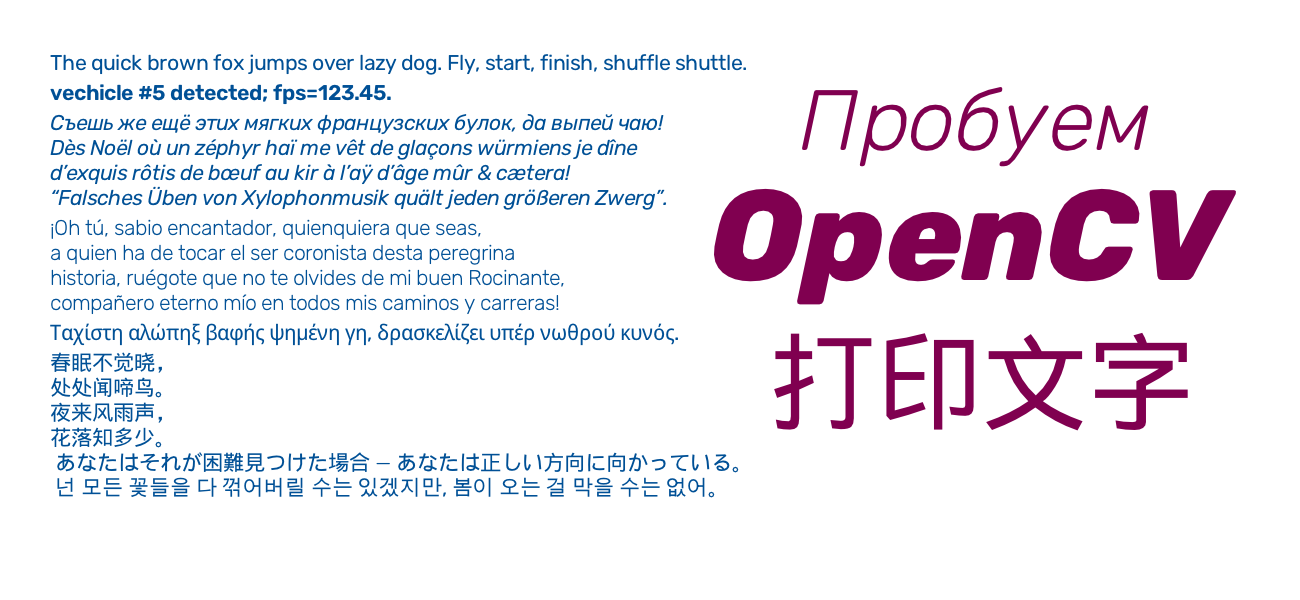 The quick brown fox jumps over lazy dog. Fly, start, finish, shuffle shuttle.
vechicle #5 detected; fps=123.45.
Съешь же ещё этих мягких французских булок, да выпей чаю!
Dès Noël où un zéphyr haï me vêt de glaçons würmiens je dîne
d’exquis rôtis de bœuf au kir à l’aÿ d’âge mûr & cætera!
“Falsches Üben von Xylophonmusik quält jeden größeren Zwerg”.
¡Oh tú, sabio encantador, quienquiera que seas,
a quien ha de tocar el ser coronista desta peregrina
historia, ruégote que no te olvides de mi buen Rocinante,
compañero eterno mío en todos mis caminos y carreras!
Ταχίστη αλώπηξ βαφής ψημένη γη, δρασκελίζει υπέρ νωθρού κυνός.
春眠不觉晓，
处处闻啼鸟。
夜来风雨声，
花落知多少。
あなたはそれが困難見つけた場合 – あなたは正しい方向に向かっている。
넌 모든 꽃들을 다 꺾어버릴 수는 있겠지만, 봄이 오는 걸 막을 수는 없어。
Пробуем
OpenCV
打印文字